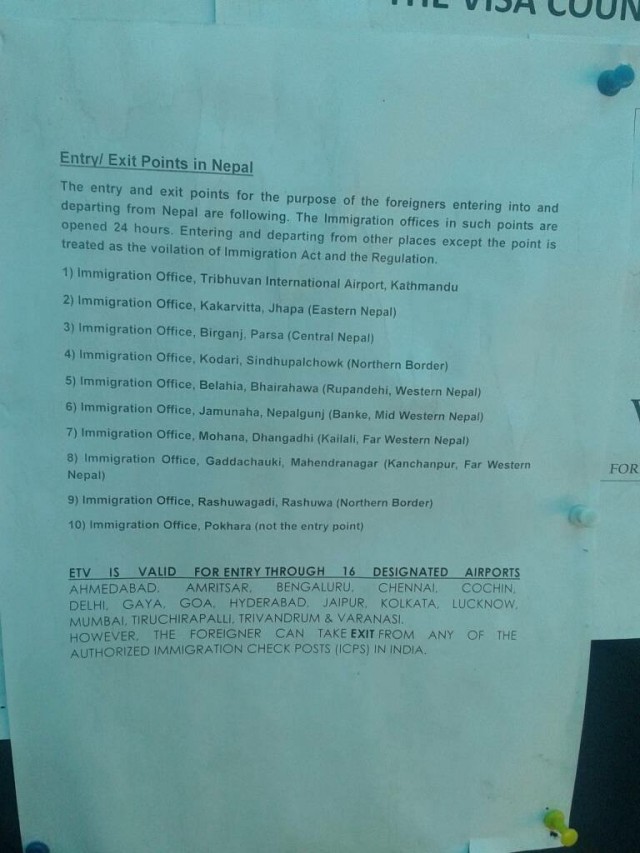 THE VISA COUN
Entry/ Exit Points in Nepal
The entry and exit points for the purpose of the foreigners entering into and
departing from Nepal are following. The Immigration offices in such points are
opened 24 hours. Entering and departing from other places except the point is
treated as the voilation of Immigration Act and the Regulation.
1) Immigration Office, Tribhuvan International Airport, Kathmandu
2) Immigration Office, Kakarvitta, Jhapa (Eastern Nepal)
3) Immigration Office, Birganj, Parsa (Central Nepal)
4) Immigration Office, Kodari, Sindhupalchowk (Northern Border)
5) Immigration Office, Belahia, Bhairahawa (Rupandehi, Western Nepal)
6) Immigration Office, Jamunaha, Nepalgunj (Banke, Mid Western Nepal)
7) Immigration Office, Mohana, Dhangadhi (Kailali, Far Western Nepal)
8) Immigration Office, Gaddachauki, Mahendranagar (Kanchanpur, Far Western
Nepal)
FOR
9) Immigration Office, Rashuwagadi, Rashuwa (Northern Border)
10) Immigration Office, Pokhara (not the entry point)
ETV IS VALID FOR ENTRY THROUGH 16 DESIGNATED AIRPORTS
AHMEDABAD, AMRITSAR, BENGALURU, CHENNAI, COCHIN,
DELHI, GAYA, GOA, HYDERABAD, JAIPUR, KOLKATA, LUCKNOW,
MUMBAI, TIRUCHIRAPALLI, TRIVANDRUM & VARANASI.
HOWEVER, THE FOREIGNER CAN TAKE EXIT FROM ANY OF THE
AUTHORIZED IMMIGRATION CHECK POSTS (ICPS) IN INDIA.